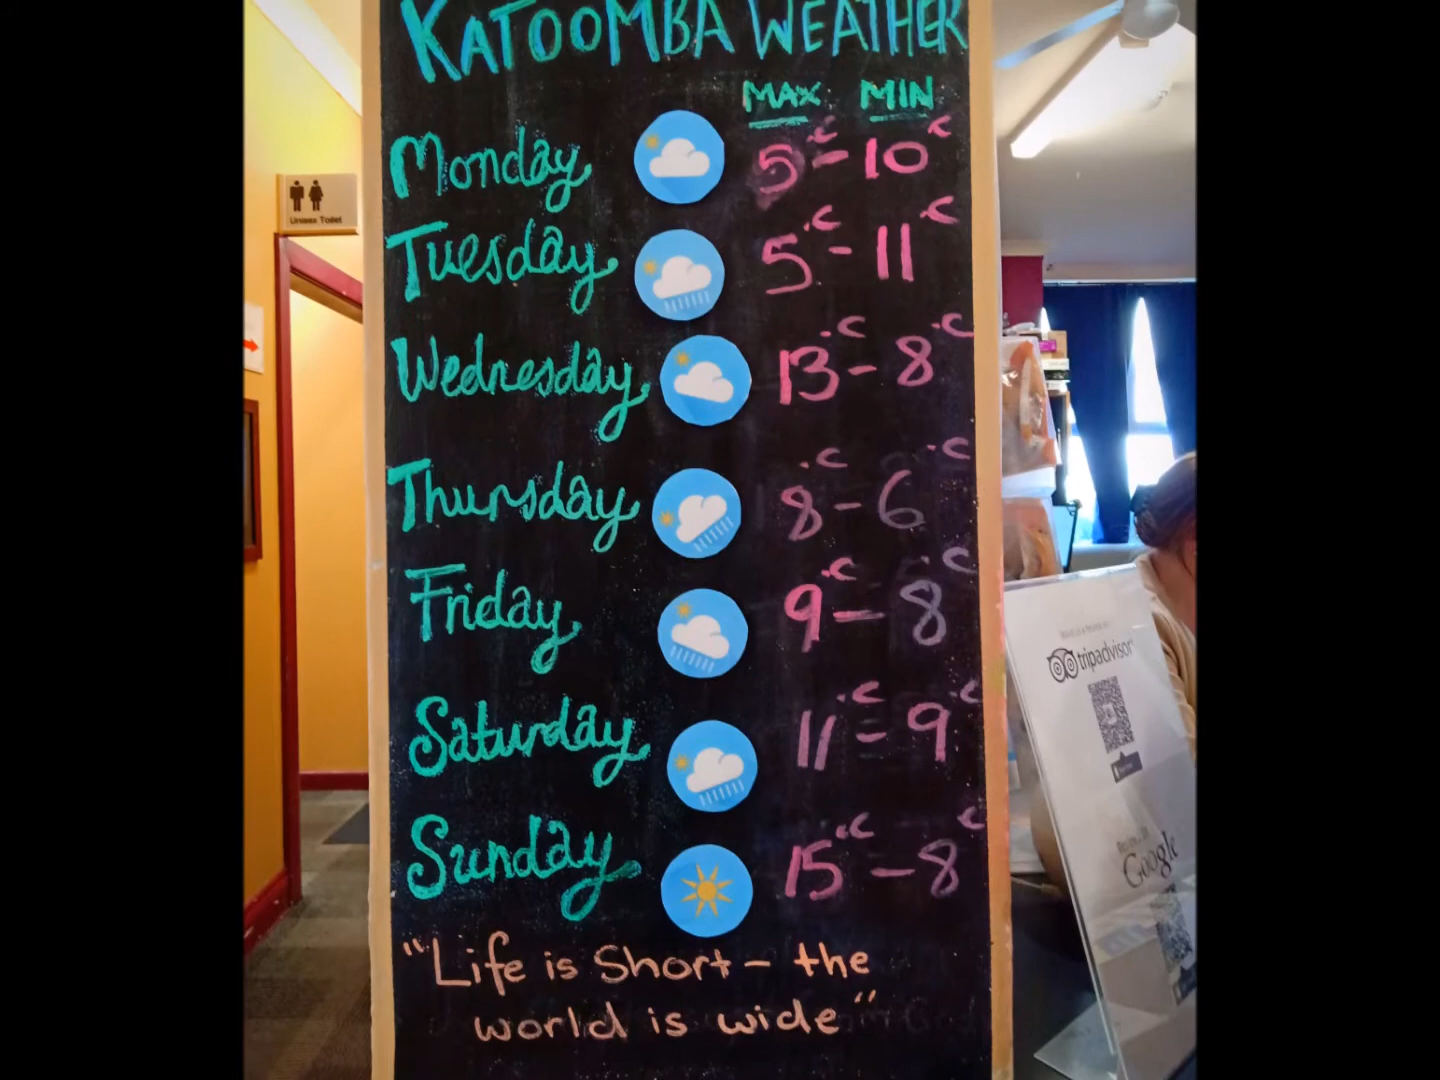 KATOOMBA WEATHER
MAX MIN
Monday 5°C - 10°C
Tuesday 5°C - 11°C
Wednesday 13°C - 8°C
Thursday 8°C - 6°C
Friday 9°C - 8°C
Saturday 11°C - 9°C
Sunday 15°C - 8°C
"Life is Short - the
world is wide"
Unisex Toilet
tripadvisor
Google